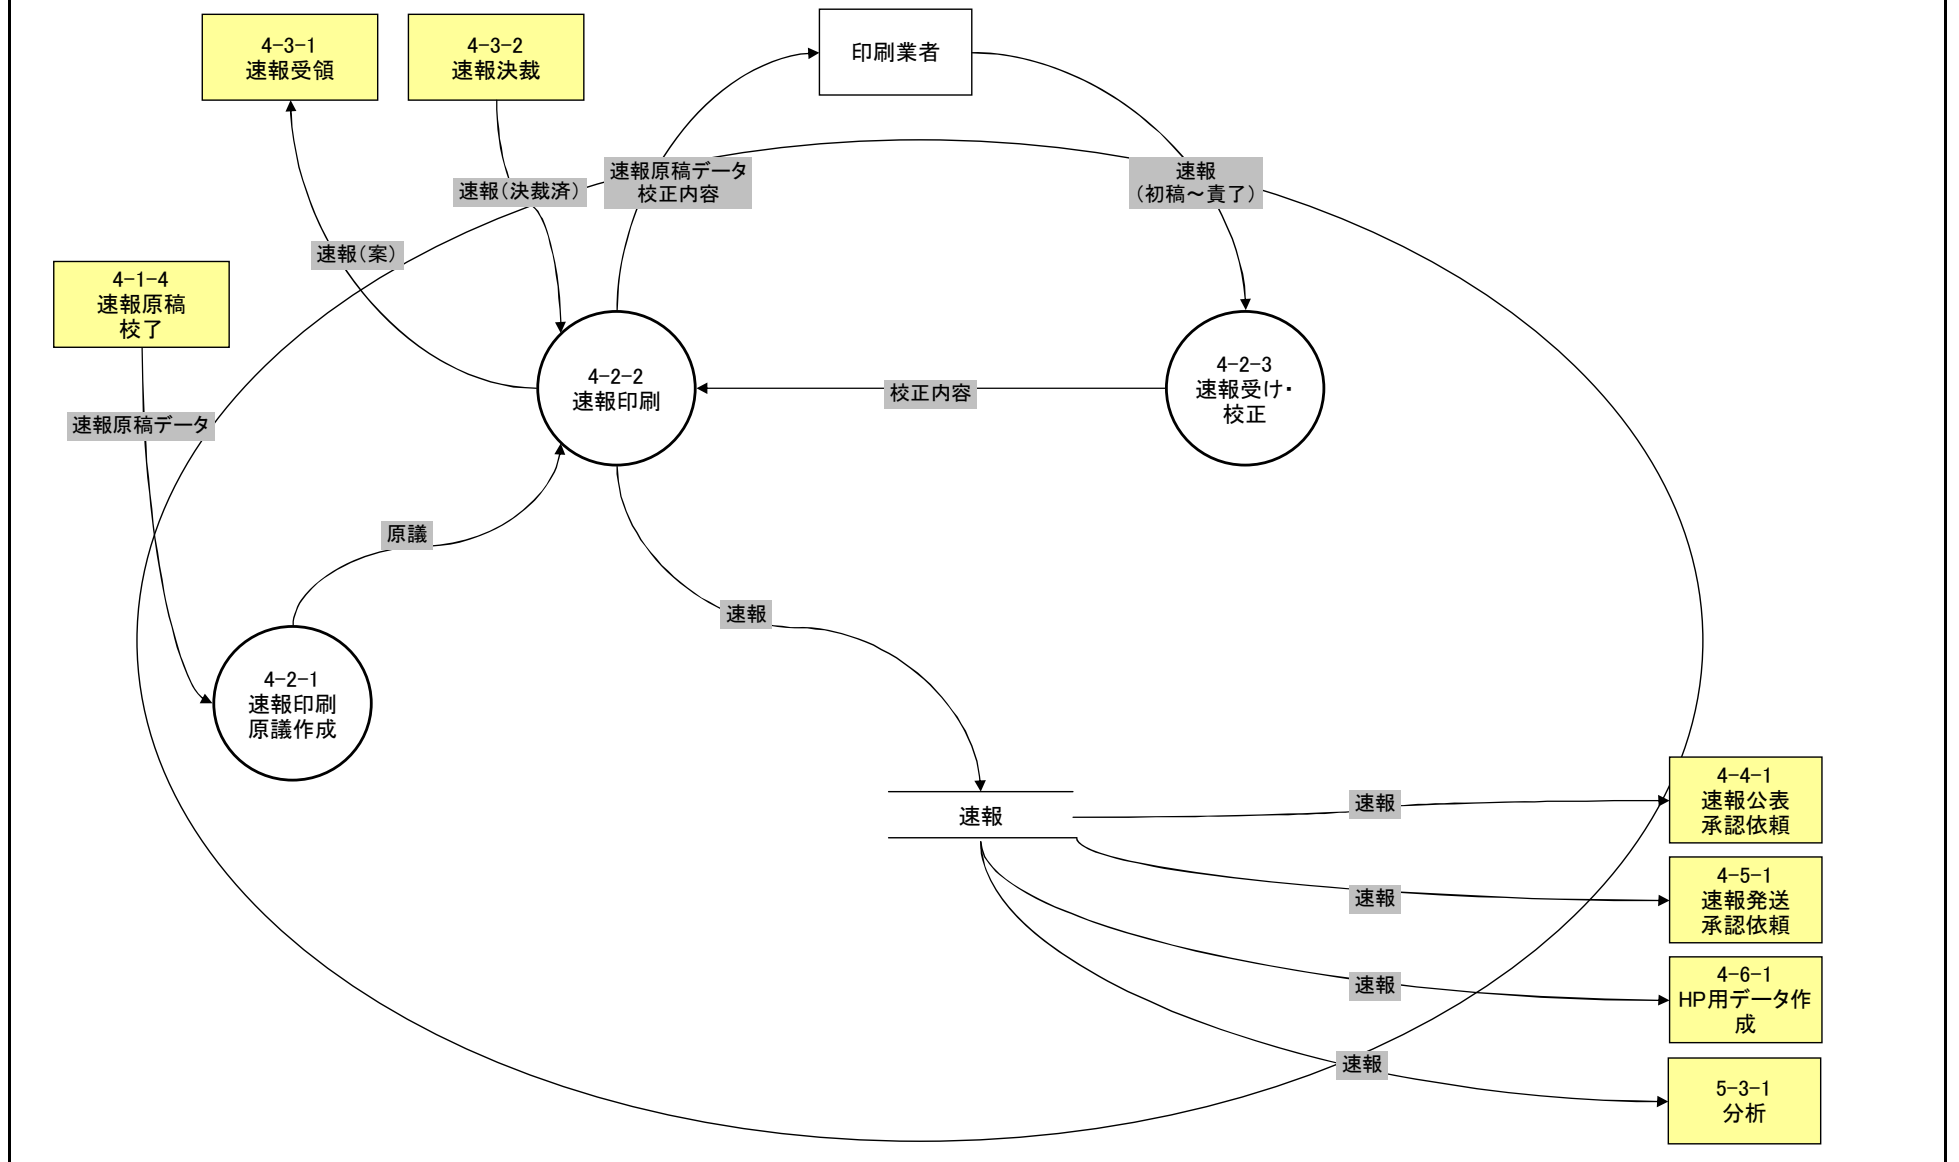 4-3-1
速報受領
4-3-2
速報決裁
印刷業者
速報原稿データ
校正内容
速報
(初稿～責了)
速報(決裁済)
速報(案)
4-1-4
速報原稿
校了
4-2-2
速報印刷
4-2-3
速報受け・
校正
校正内容
速報原稿データ
原議
速報
4-2-1
速報印刷
原議作成
速報
速報
4-4-1
速報公表
承認依頼
速報
4-5-1
速報発送
承認依頼
速報
4-6-1
HP用データ作
成
速報
5-3-1
分析